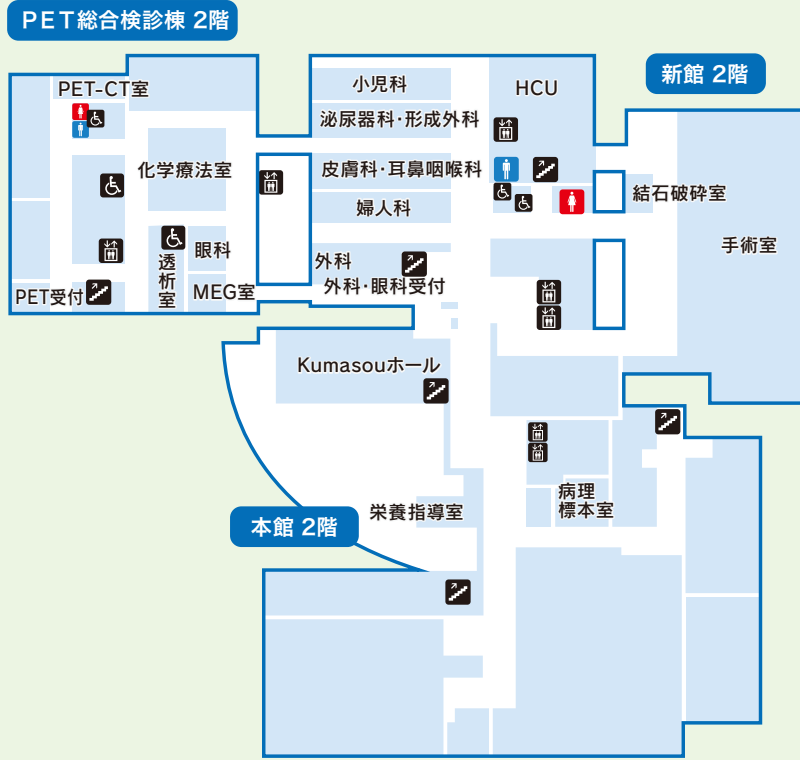 PET総合検診棟 2階
新館 2階
PET-CT室
小児科
HCU
泌尿器科・形成外科
化学療法室
皮膚科・耳鼻咽喉科
結石破砕室
婦人科
手術室
眼科
透析室
外科
外科・眼科受付
MEG室
PET受付
Kumasouホール
病理
標本室
栄養指導室
本館 2階